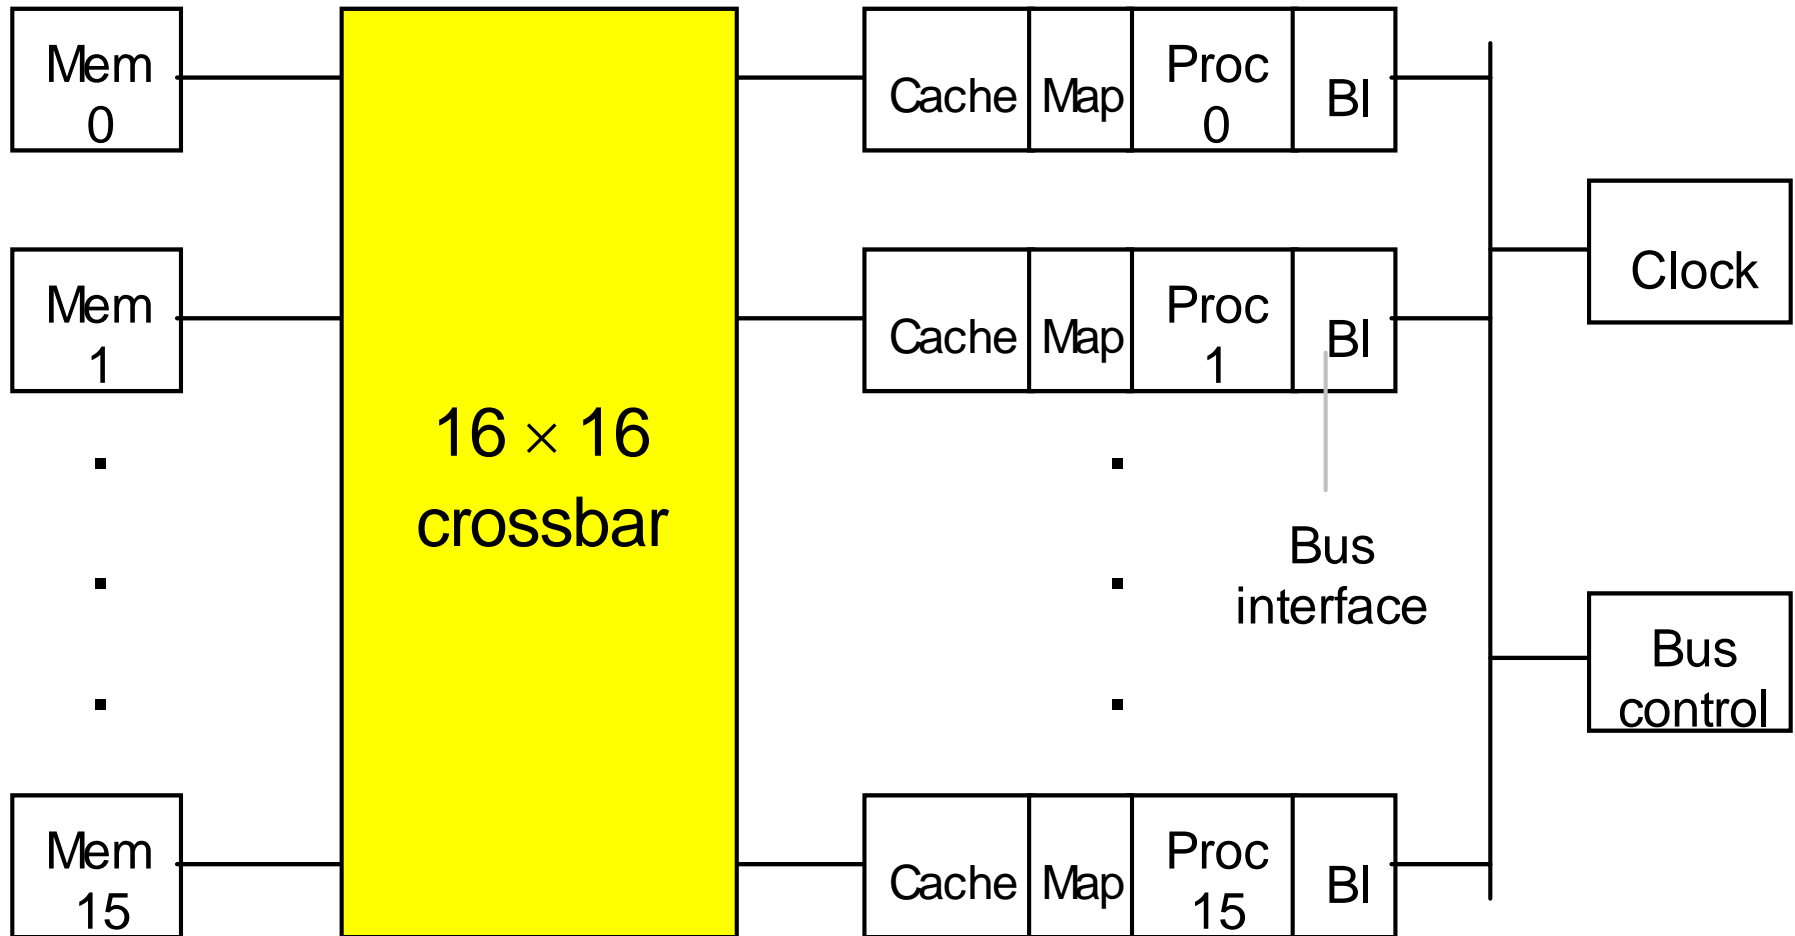 Mem
0
Cache
Map
Proc
0
BI
Clock
Mem
1
Cache
Map
Proc
1
BI
16 × 16
crossbar
Bus
interface
Bus
control
Mem
15
Cache
Map
Proc
15
BI